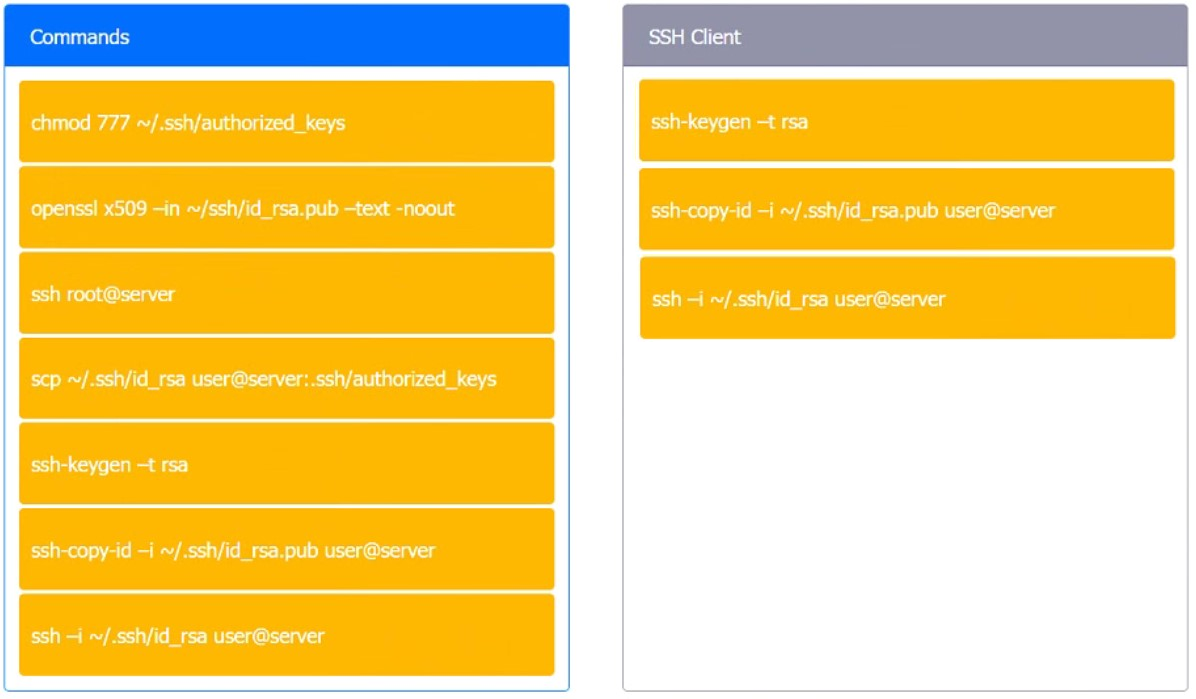 Commands
chmod 777 ~/.ssh/authorized_keys
openssl x509 –in ~/ssh/id_rsa.pub –text -noout
ssh root@server
scp ~/.ssh/id_rsa user@server:.ssh/authorized_keys
ssh-keygen –t rsa
ssh-copy-id –i ~/.ssh/id_rsa.pub user@server
ssh –i ~/.ssh/id_rsa user@server
SSH Client
ssh-keygen –t rsa
ssh-copy-id –i ~/.ssh/id_rsa.pub user@server
ssh –i ~/.ssh/id_rsa user@server